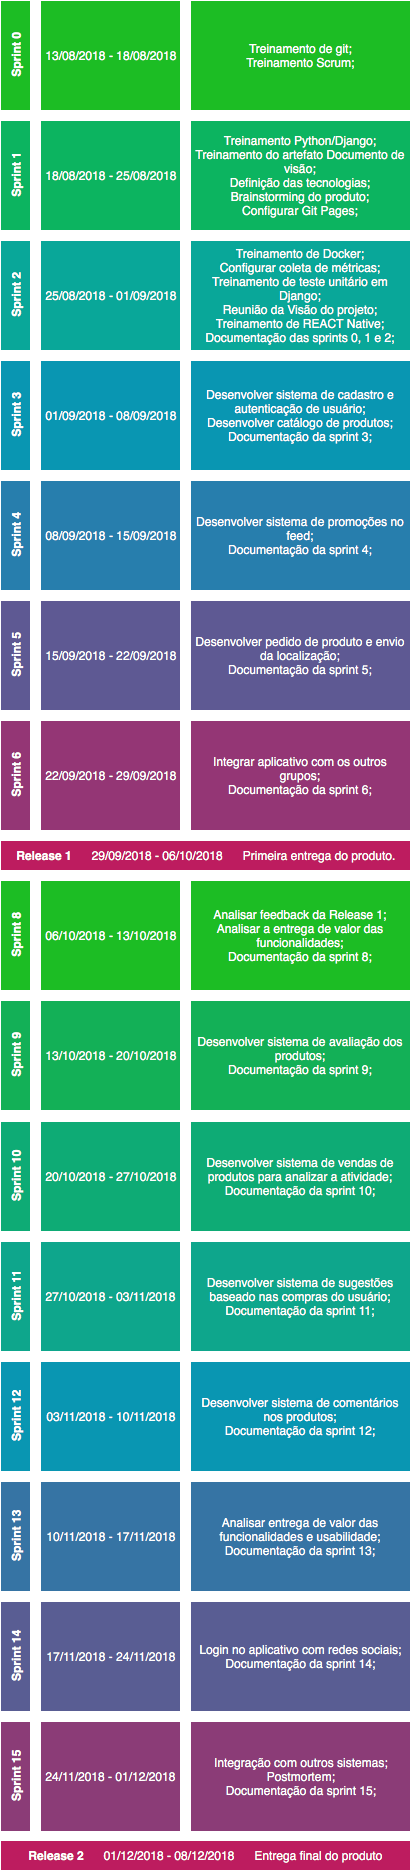 Sprint 0
13/08/2018 - 18/08/2018
Treinamento de git;
Treinamento Scrum;
Sprint 1
18/08/2018 - 25/08/2018
Treinamento Python/Django;
Treinamento do artefato Documento de
visão;
Definição das tecnologias;
Brainstorming do produto;
Configurar Git Pages;
Sprint 2
25/08/2018 - 01/09/2018
Treinamento de Docker;
Configurar coleta de métricas;
Treinamento de teste unitário em
Django;
Reunião da Visão do projeto;
Treinamento de REACT Native;
Documentação das sprints 0, 1 e 2;
Sprint 3
01/09/2018 - 08/09/2018
Desenvolver sistema de cadastro e
autenticação de usuário;
Desenvolver catálogo de produtos;
Documentação da sprint 3;
Sprint 4
08/09/2018 - 15/09/2018
Desenvolver sistema de promoções no
feed;
Documentação da sprint 4;
Sprint 5
15/09/2018 - 22/09/2018
Desenvolver pedido de produto e envio
da localização;
Documentação da sprint 5;
Sprint 6
22/09/2018 - 29/09/2018
Integrar aplicativo com os outros
grupos;
Documentação da sprint 6;
Release 1 29/09/2018 - 06/10/2018 Primeira entrega do produto.
Sprint 8
06/10/2018 - 13/10/2018
Analisar feedback da Release 1;
Analisar a entrega de valor das
funcionalidades;
Documentação da sprint 8;
Sprint 9
13/10/2018 - 20/10/2018
Desenvolver sistema de avaliação dos
produtos;
Documentação da sprint 9;
Sprint 10
20/10/2018 - 27/10/2018
Desenvolver sistema de vendas de
produtos para analizar a atividade;
Documentação da sprint 10;
Sprint 11
27/10/2018 - 03/11/2018
Desenvolver sistema de sugestões
baseado nas compras do usuário;
Documentação da sprint 11;
Sprint 12
03/11/2018 - 10/11/2018
Desenvolver sistema de comentários
nos produtos;
Documentação da sprint 12;
Sprint 13
10/11/2018 - 17/11/2018
Analisar entrega de valor das
funcionalidades e usabilidade;
Documentação da sprint 13;
Sprint 14
17/11/2018 - 24/11/2018
Login no aplicativo com redes sociais;
Documentação da sprint 14;
Sprint 15
24/11/2018 - 01/12/2018
Integração com outros sistemas;
Postmortem;
Documentação da sprint 15;
Release 2 01/12/2018 - 08/12/2018 Entrega final do produto